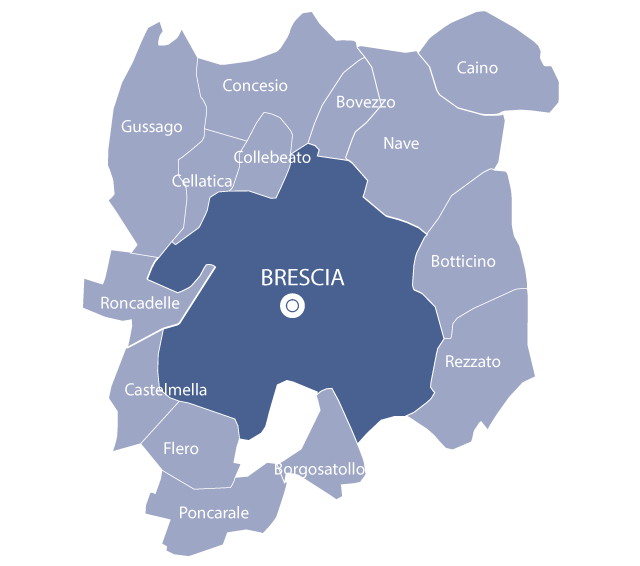 Caino
Concesio
Bovezzo
Gussago
Nave
Collebeato
Cellatica
Botticino
BRESCIA
Roncadelle
Rezzato
Castelmella
Flero
Borgosatollo
Poncarale